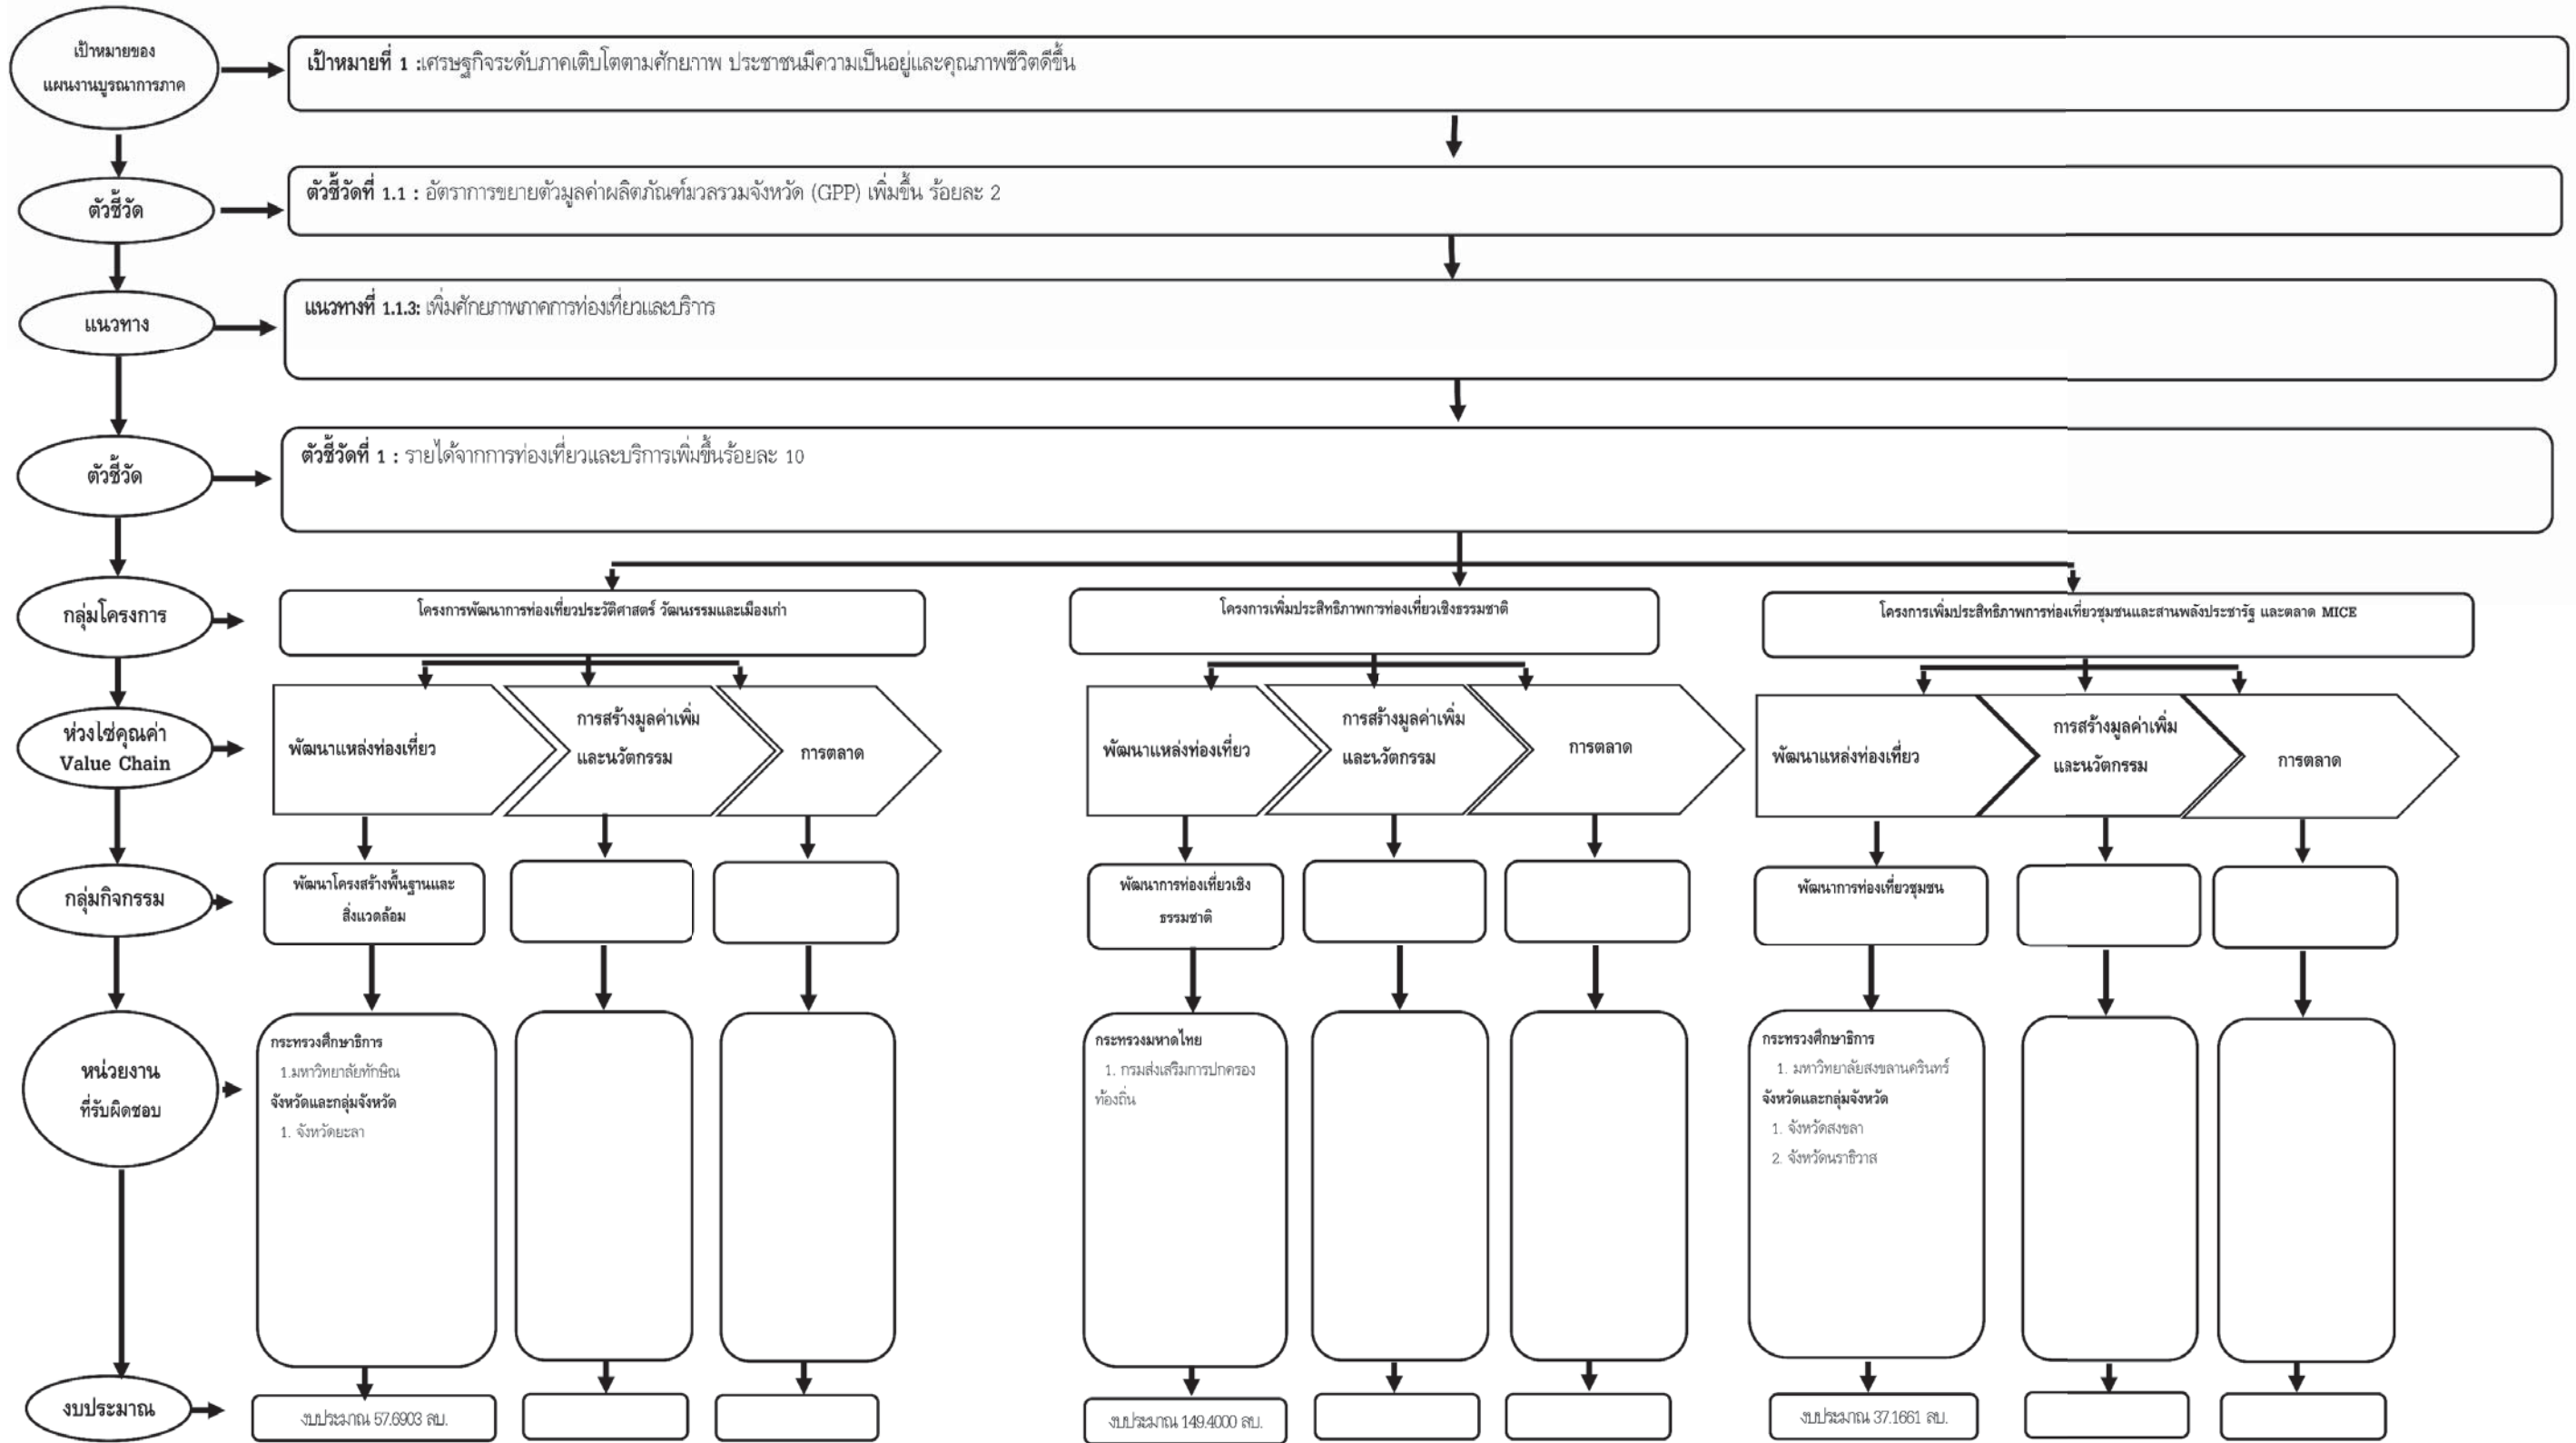 เป้าหมายของ
แผนงานบูรณาการภาค
เป้าหมายที่ 1 :เศรษฐกิจระดับภาคเติบโตตามศักยภาพ ประชาชนมีความเป็นอยู่และคุณภาพชีวิตดีขึ้น
ตัวชี้วัด
ตัวชี้วัดที่ 1.1 : อัตราการขยายตัวมูลค่าผลิตภัณฑ์มวลรวมจังหวัด (GPP) เพิ่มขึ้น ร้อยละ 2
แนวทาง
แนวทางที่ 1.1.3: เพิ่มศักยภาพภาคการท่องเที่ยวและบริการ
ตัวชี้วัด
ตัวชี้วัดที่ 1 : รายได้จากการท่องเที่ยวและบริการเพิ่มขึ้นร้อยละ 10
กลุ่มโครงการ
โครงการพัฒนาการท่องเที่ยวประวัติศาสตร์ วัฒนธรรมและเมืองเก่า
โครงการเพิ่มประสิทธิภาพการท่องเที่ยวเชิงธรรมชาติ
โครงการเพิ่มประสิทธิภาพการท่องเที่ยวชุมชนและสานพลังประชารัฐ และตลาด MICE
ห่วงโซ่คุณค่า
Value Chain
พัฒนาแหล่งท่องเที่ยว
การสร้างมูลค่าเพิ่ม
และนวัตกรรม
การตลาด
พัฒนาแหล่งท่องเที่ยว
การสร้างมูลค่าเพิ่ม
และนวัตกรรม
การตลาด
พัฒนาแหล่งท่องเที่ยว
การสร้างมูลค่าเพิ่ม
และนวัตกรรม
การตลาด
กลุ่มกิจกรรม
พัฒนาโครงสร้างพื้นฐานและ
สิ่งแวดล้อม
พัฒนาการท่องเที่ยวเชิง
ธรรมชาติ
พัฒนาการท่องเที่ยวชุมชน
หน่วยงาน
ที่รับผิดชอบ
กระทรวงศึกษาธิการ
1.มหาวิทยาลัยทักษิณ
จังหวัดและกลุ่มจังหวัด
1. จังหวัดยะลา
กระทรวงมหาดไทย
1. กรมส่งเสริมการปกครอง
ท้องถิ่น
กระทรวงศึกษาธิการ
1. มหาวิทยาลัยสงขลานครินทร์
จังหวัดและกลุ่มจังหวัด
1. จังหวัดสงขลา
2. จังหวัดนราธิวาส
งบประมาณ
งบประมาณ 57.6903 ลบ.
งบประมาณ 149.4000 ลบ.
งบประมาณ 37.1661 ลบ.